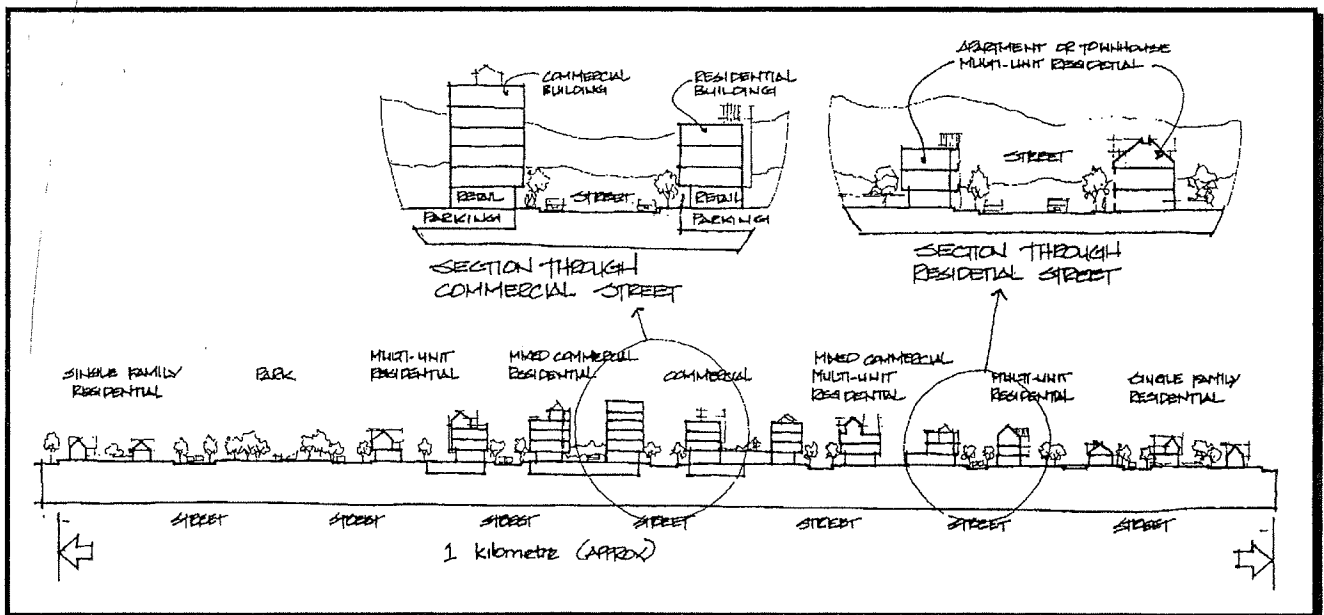 COMMERCIAL
BUILDING
RESIDENTIAL
BUILDING
RETAIL
STREET
RETAIL
PARKING
PARKING
SECTION THROUGH
COMMERCIAL STREET
APARTMENT OR TOWNHOUSE
MULTI-UNIT RESIDETIAL
STREET
SECTION THROUGH
RESIDETIAL STREET
SINGLE FAMILY
RESIDENTIAL
PARK
MULTI-UNIT
RESIDENTIAL
MIXED COMMERCIAL
RESIDENTIAL
COMMERCIAL
MIXED COMMERCIAL
MULTI-UNIT
RESIDENTIAL
MULTI-UNIT
RESIDENTIAL
SINGLE FAMILY
RESIDENTIAL
STREET
STREET
STREET
STREET
STREET
STREET
STREET
1 kilometre (APPROX)